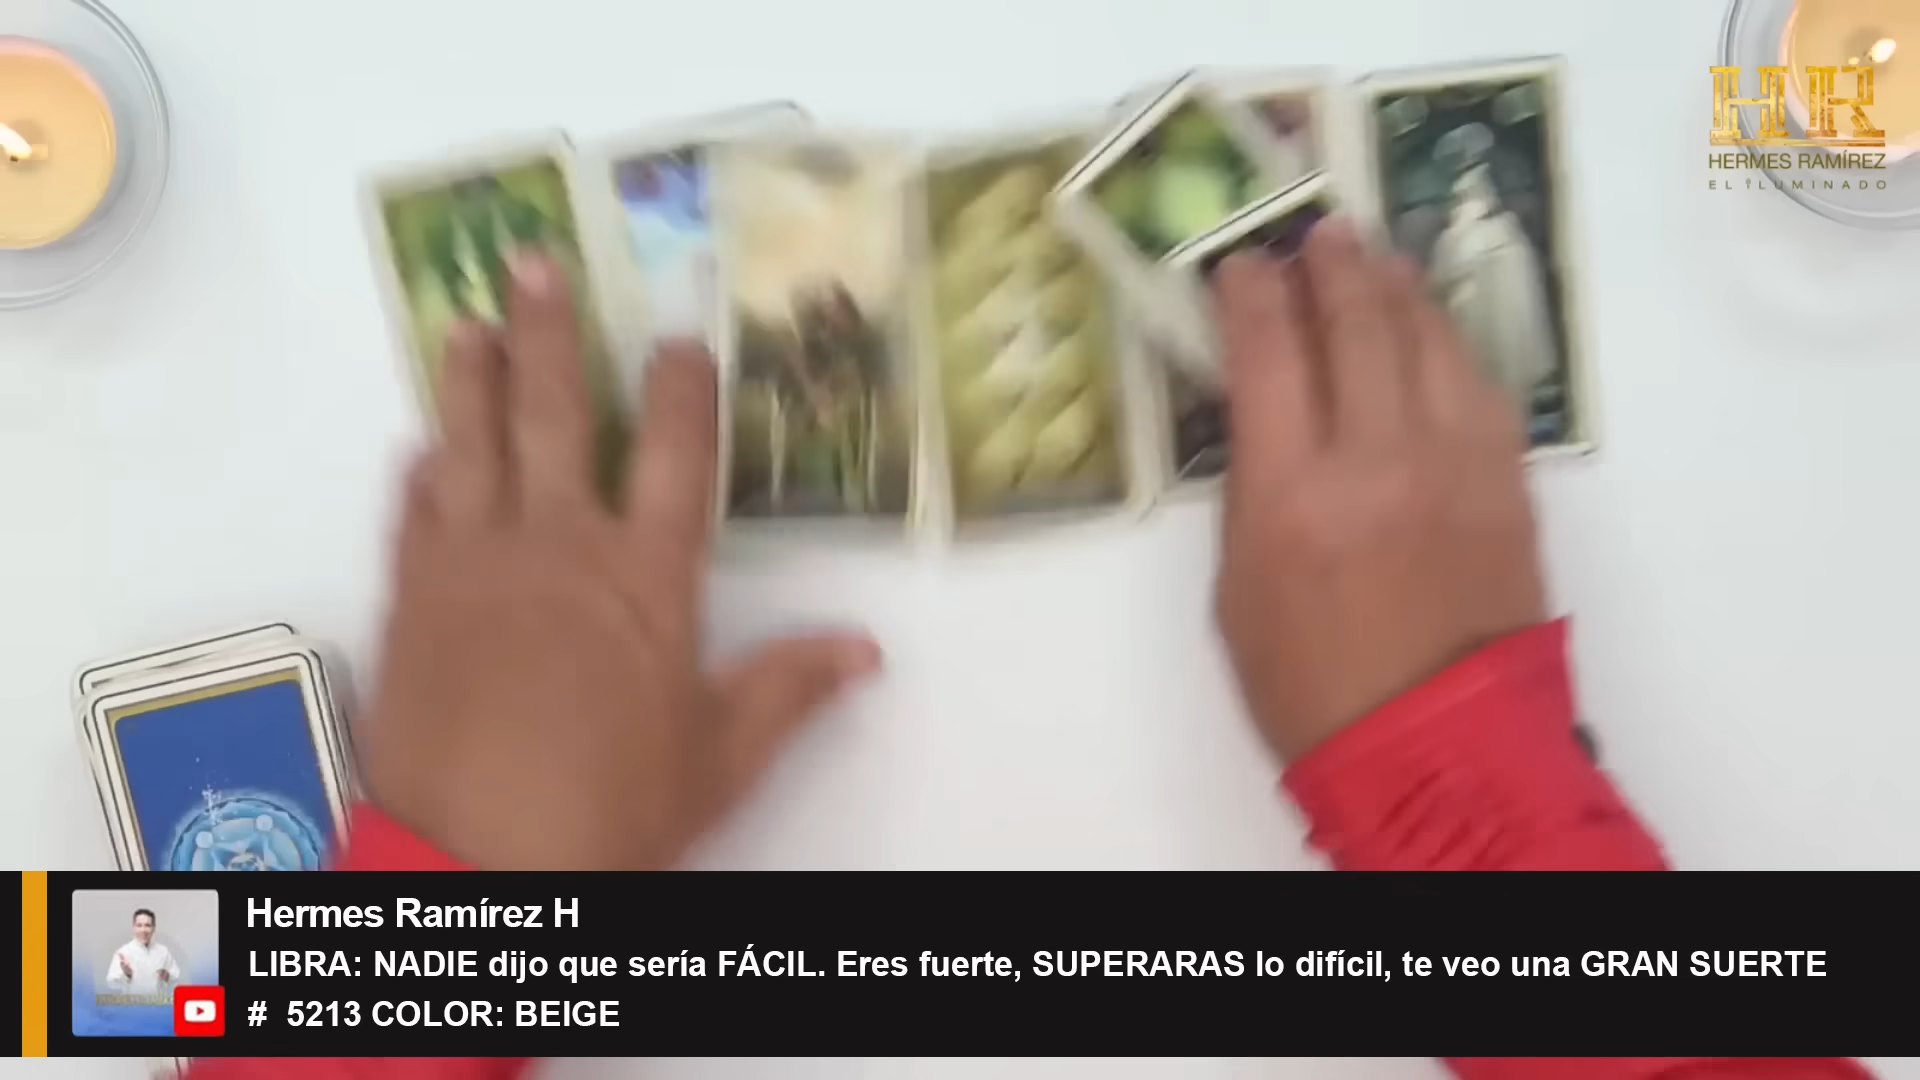 HR
HERMES RAMÍREZ
EL ILUMINADO
Hermes Ramírez H
LIBRA: NADIE dijo que sería FÁCIL. Eres fuerte, SUPERARAS lo difícil, te veo una GRAN SUERTE
# 5213 COLOR: BEIGE